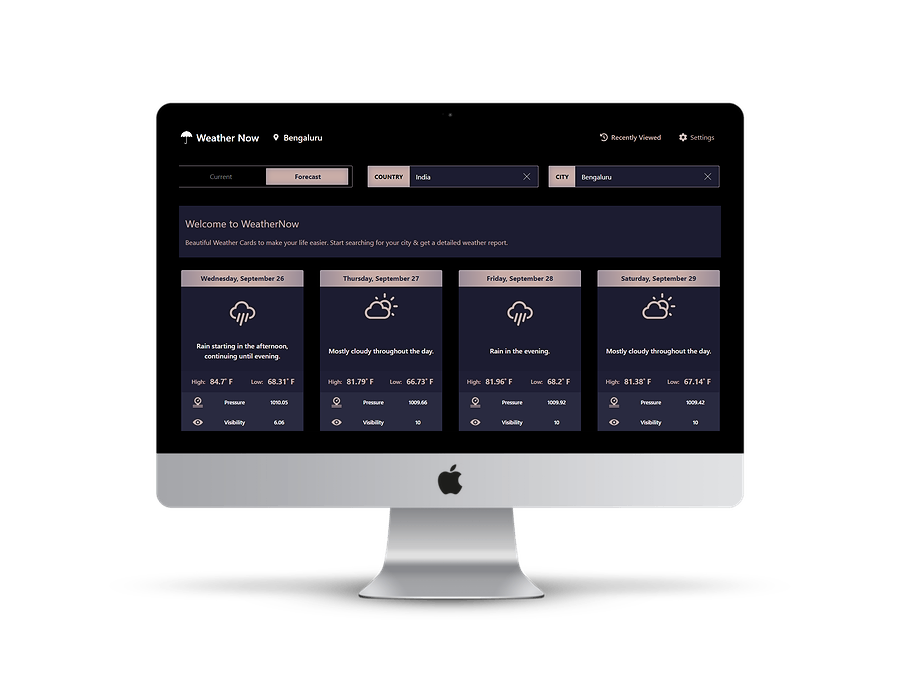 Weather Now
Bengaluru
Recently Viewed
Settings
Current
Forecast
COUNTRY
India
CITY
Bengaluru
Welcome to WeatherNow
Beautiful Weather Cards to make your life easier. Start searching for your city & get a detailed weather report.
Wednesday, September 26
Rain starting in the afternoon,
continuing until evening.
High: 84.7° F Low: 68.31° F
Pressure 1010.05
Visibility 6.06
Thursday, September 27
Mostly cloudy throughout the day.
High: 81.79° F Low: 66.73° F
Pressure 1009.66
Visibility 10
Friday, September 28
Rain in the evening.
High: 81.96° F Low: 68.2° F
Pressure 1009.92
Visibility 10
Saturday, September 29
Mostly cloudy throughout the day.
High: 81.38° F Low: 67.14° F
Pressure 1009.42
Visibility 10